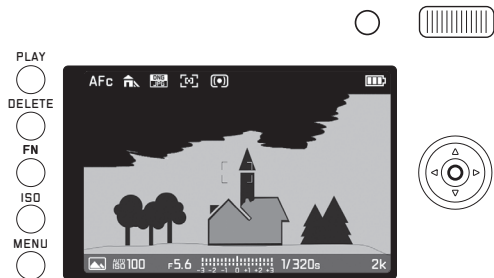 PLAY
DELETE
FN
ISO
MENU
AFc DNG JPG
AUTO ISO 100 F5.6 -3 -2 -1 0 +1 +2 +3 1/320s 2k